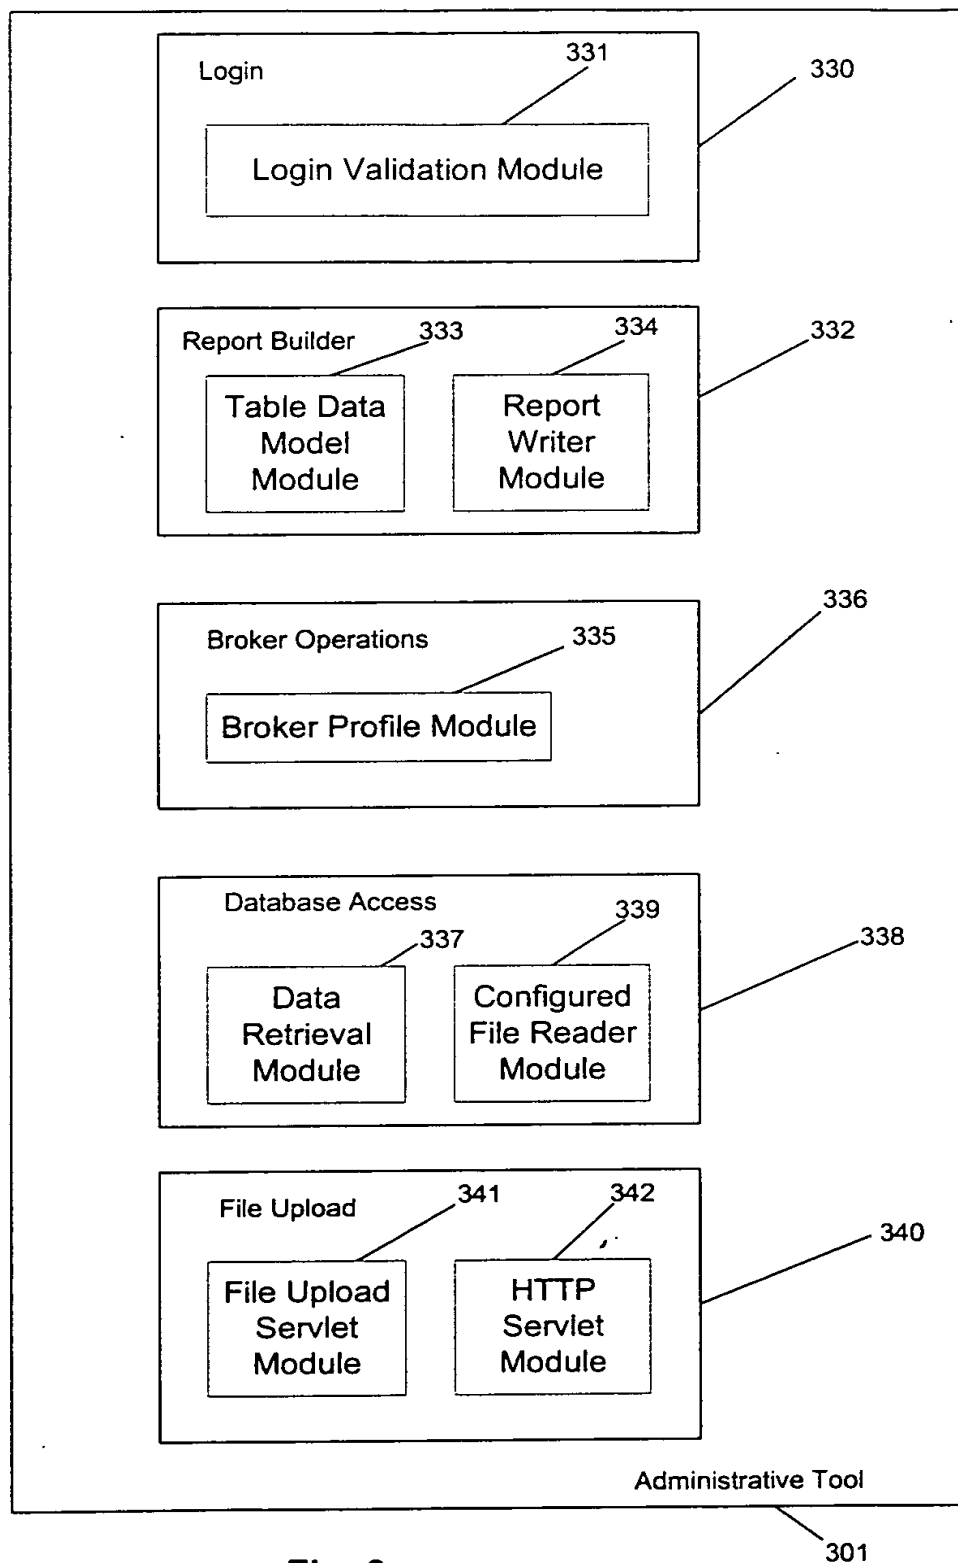 331
330
Login
Login Validation Module
333
334
332
Report Builder
Table Data
Model
Module
Report
Writer
Module
336
335
Broker Operations
Broker Profile Module
Database Access
339
337
338
Data
Retrieval
Module
Configured
File Reader
Module
341
342
File Upload
340
File Upload
Servlet
Module
HTTP
Servlet
Module
Administrative Tool
301